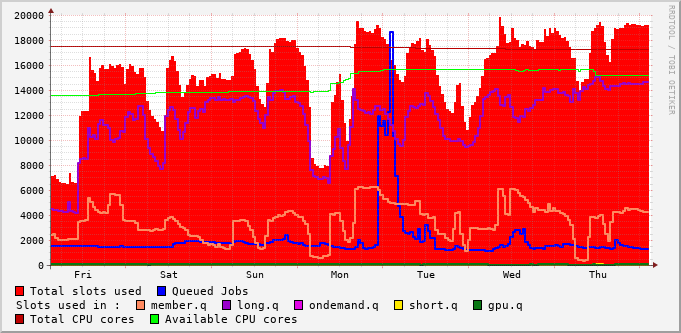 20000
18000
16000
14000
12000
10000
8000
6000
4000
2000
0
Fri Sat Sun Mon Tue Wed Thu
RRDTOOL / TOBI OETIKER
Total slots used Queued Jobs
Slots used in : member.q long.q ondemand.q short.q gpu.q
Total CPU cores Available CPU cores